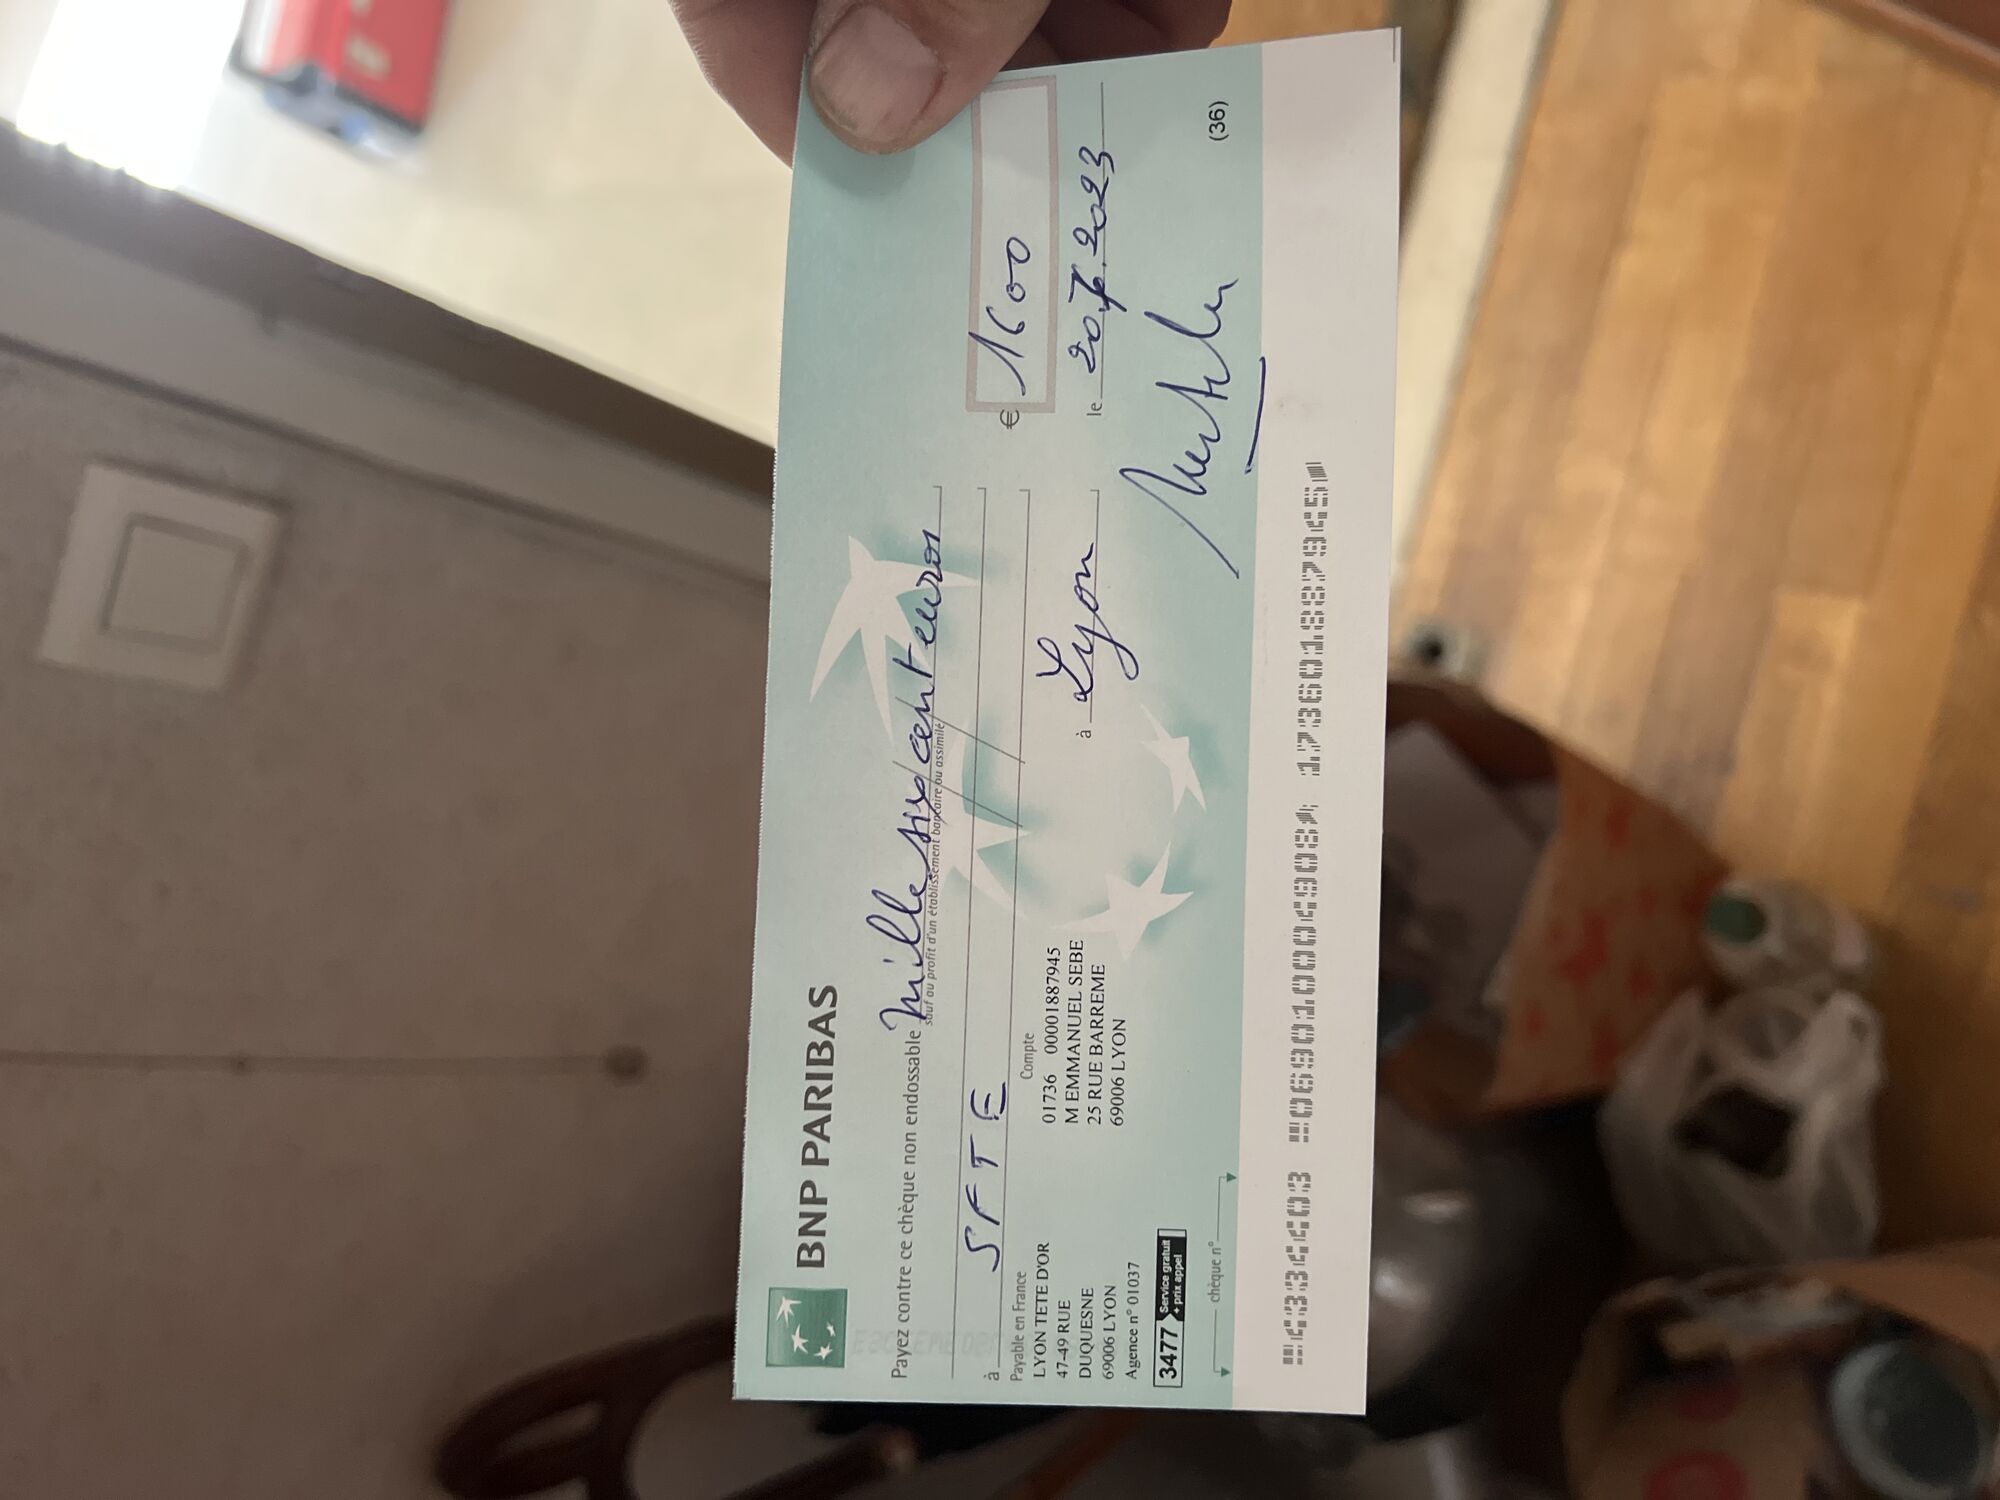 BNP PARIBAS
Payez contre ce chèque non endossable mille six cent euros
sauf au profit d'un établissement bancaire ou assimilé
à SFTE
€ 1600
Payable en France
LYON TETE D'OR
47-49 RUE
DUQUESNE
69006 LYON
Agence n° 01037
Compte
01736 00001887945
M EMMANUEL SEBE
25 RUE BARREME
69006 LYON
à Lyon
le 20.7.2023
3477 Service gratuit
+ prix appel
chèque n°
(36)